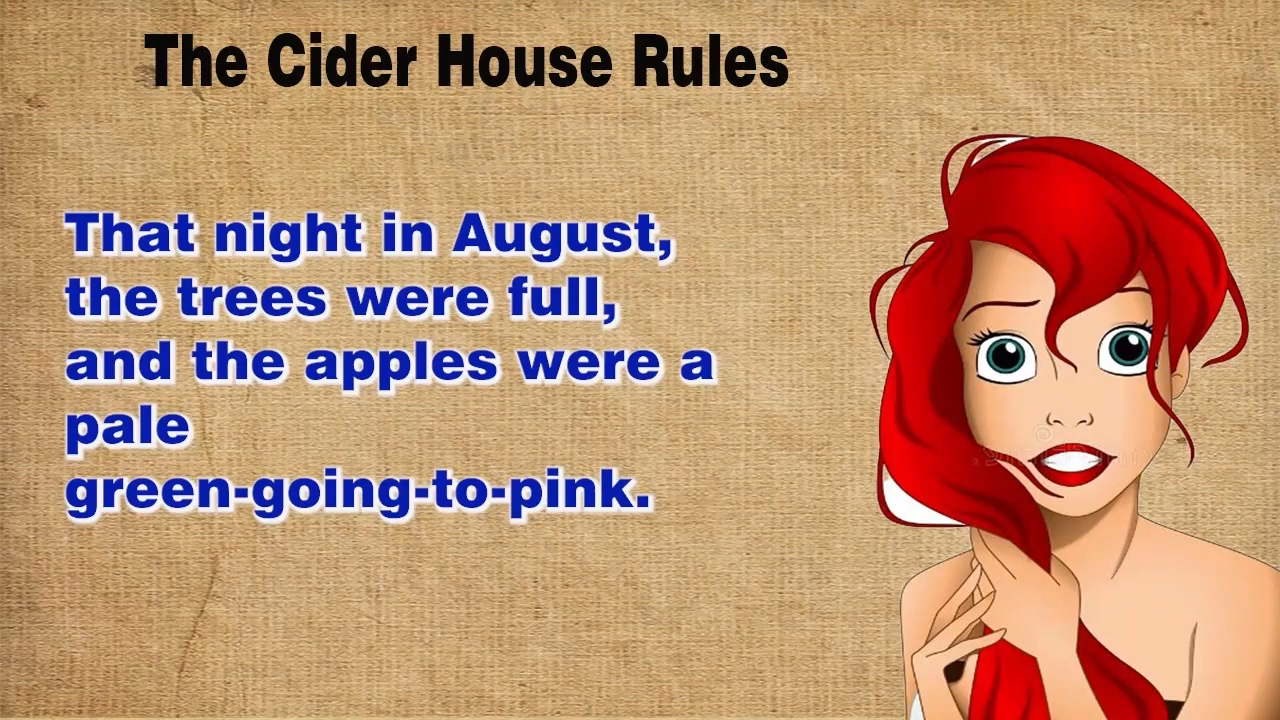 The Cider House Rules
That night in August,
the trees were full,
and the apples were a
pale
green-going-to-pink.